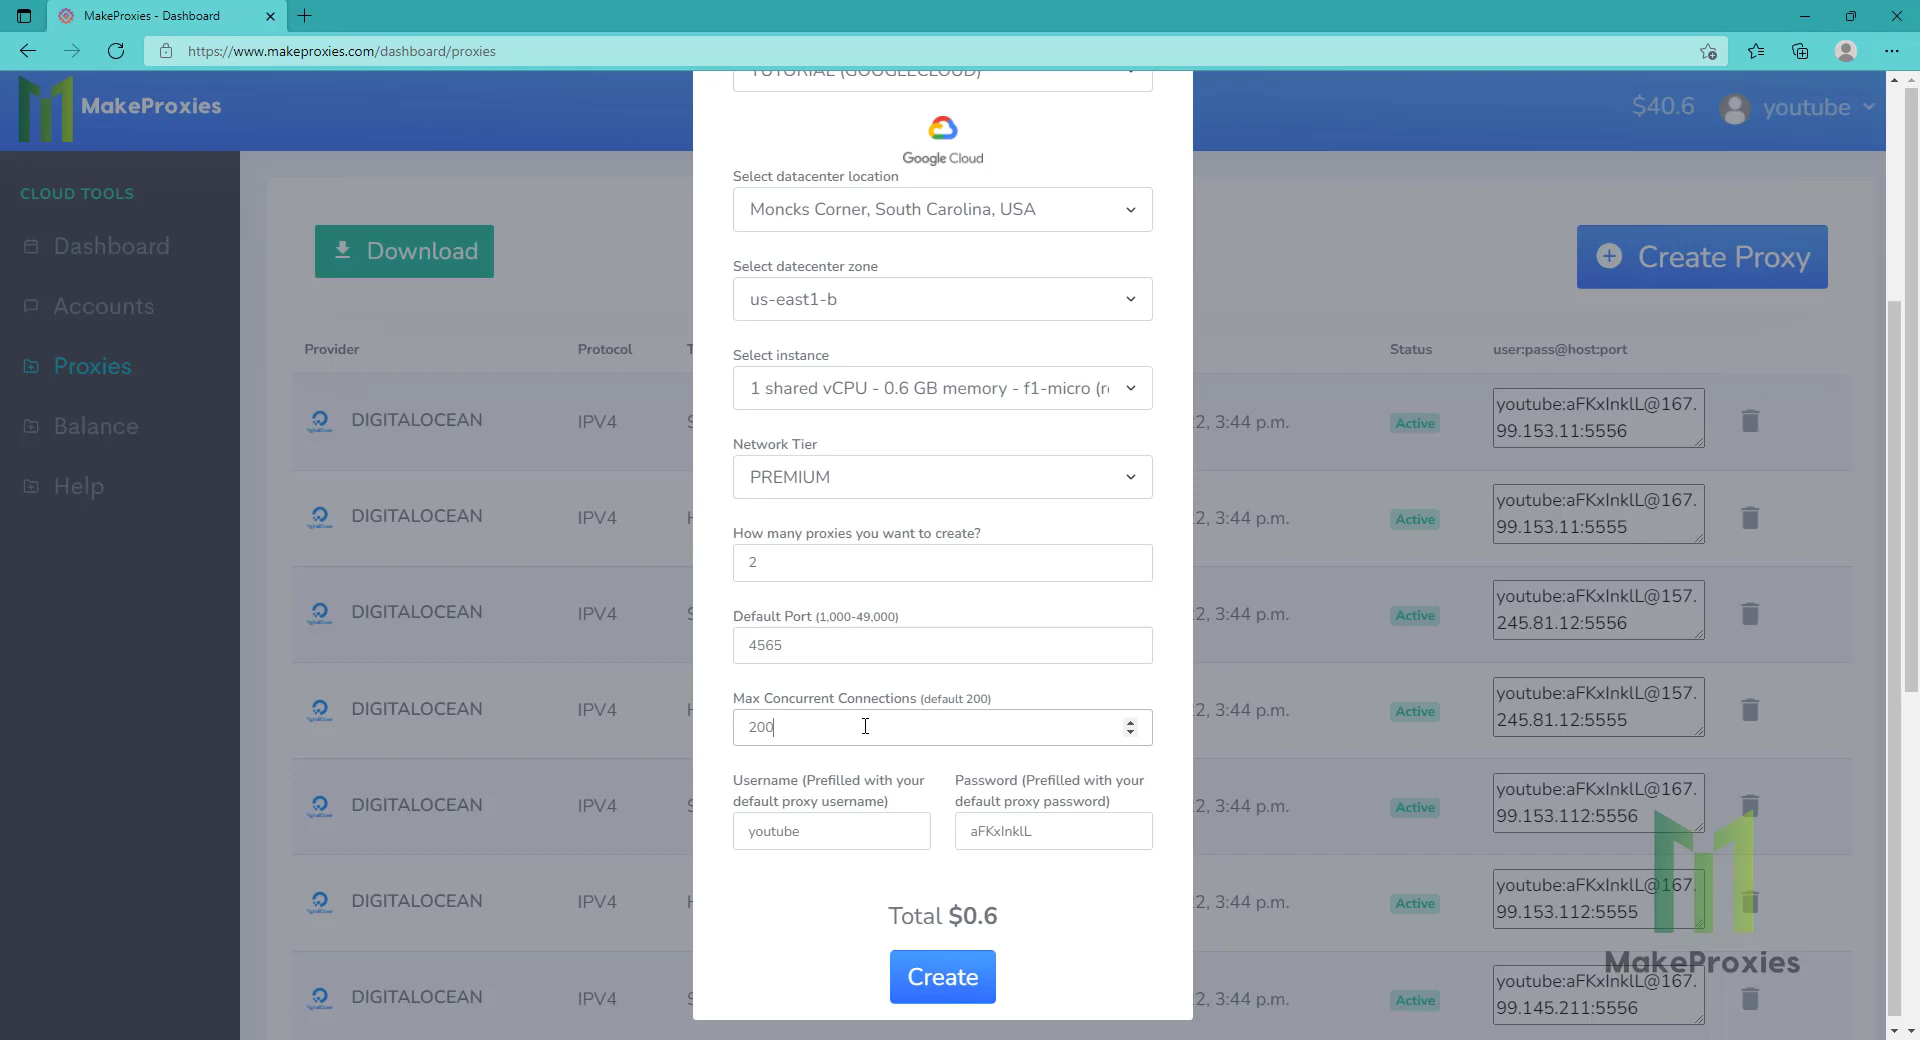 MakeProxies - Dashboard
https://www.makeproxies.com/dashboard/proxies
MakeProxies
$40.6
youtube
CLOUD TOOLS
Dashboard
Accounts
Proxies
Balance
Help
Download
Create Proxy
Provider
Protocol
Status
user:pass@host:port
DIGITALOCEAN
IPV4
2, 3:44 p.m.
Active
youtube:aFKxInklL@167.
99.153.11:5556
DIGITALOCEAN
IPV4
2, 3:44 p.m.
Active
youtube:aFKxInklL@167.
99.153.11:5555
DIGITALOCEAN
IPV4
2, 3:44 p.m.
Active
youtube:aFKxInklL@157.
245.81.12:5556
DIGITALOCEAN
IPV4
2, 3:44 p.m.
Active
youtube:aFKxInklL@157.
245.81.12:5555
DIGITALOCEAN
IPV4
2, 3:44 p.m.
Active
youtube:aFKxInklL@167.
99.153.112:5556
DIGITALOCEAN
IPV4
2, 3:44 p.m.
Active
youtube:aFKxInklL@167.
99.153.112:5555
DIGITALOCEAN
IPV4
2, 3:44 p.m.
Active
youtube:aFKxInklL@167.
99.145.211:5556
TUTORIAL (GOOGLECLOUD)
Google Cloud
Select datacenter location
Moncks Corner, South Carolina, USA
Select datecenter zone
us-east1-b
Select instance
1 shared vCPU - 0.6 GB memory - f1-micro (r
Network Tier
PREMIUM
How many proxies you want to create?
2
Default Port (1,000-49,000)
4565
Max Concurrent Connections (default 200)
200
Username (Prefilled with your
default proxy username)
youtube
Password (Prefilled with your
default proxy password)
aFKxInklL
Total $0.6
Create
MakeProxies